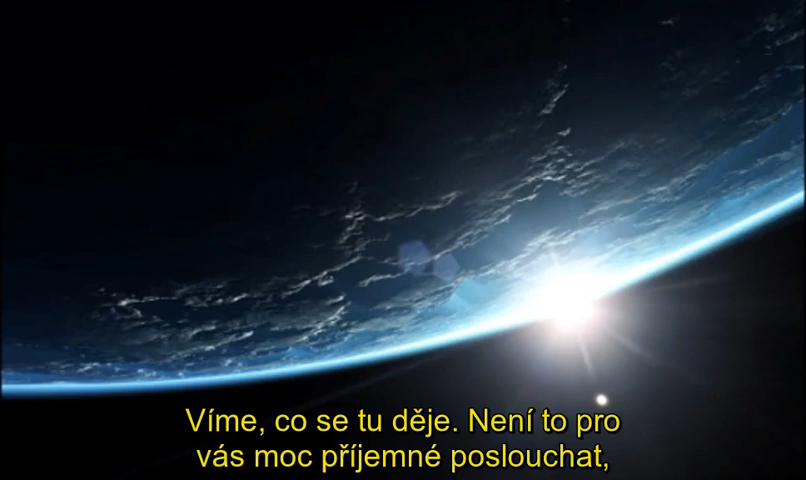 Víme, co se tu děje. Není to pro
vás moc příjemné poslouchat,